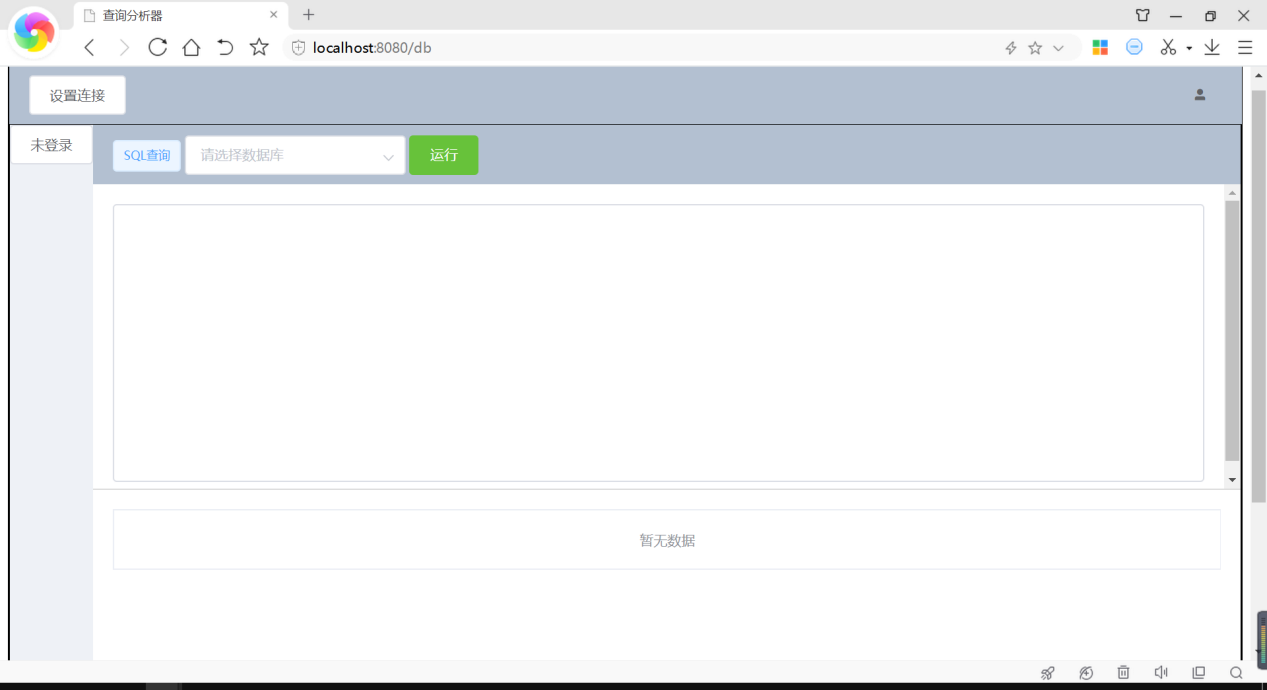 查询分析器
localhost:8080/db
设置连接
未登录
SQL查询 请选择数据库 运行
暂无数据